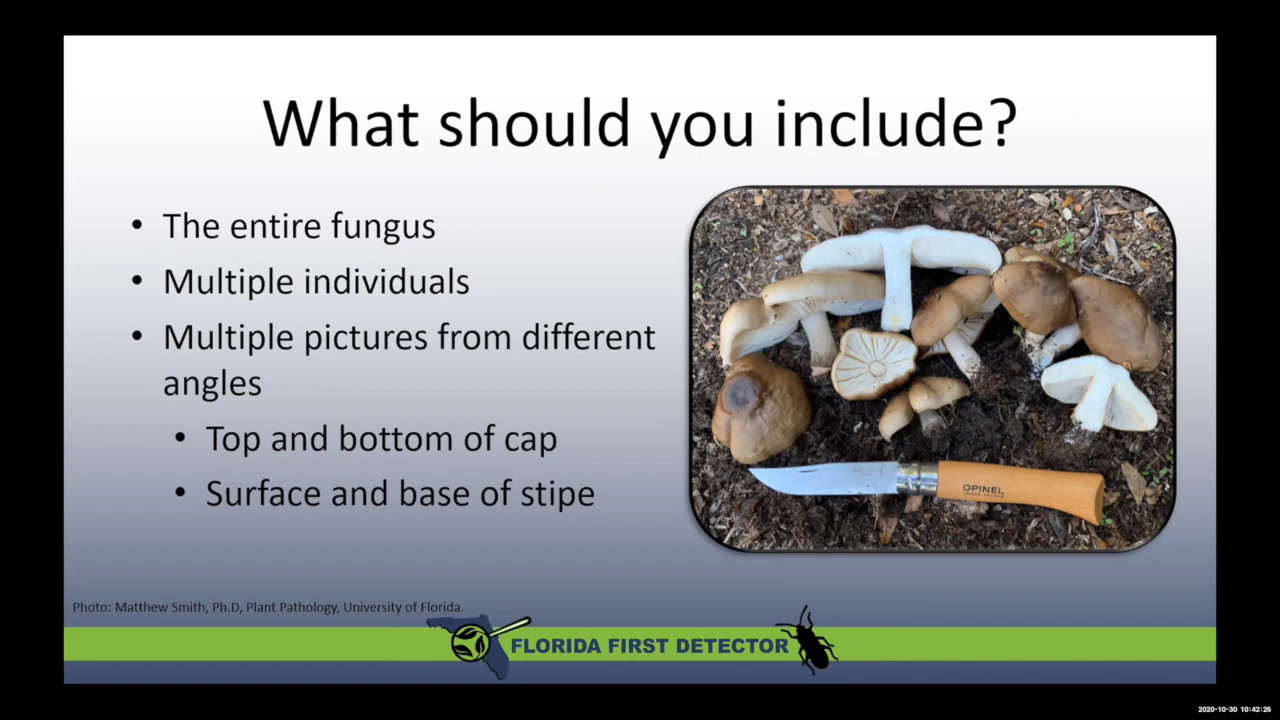 What should you include?
• The entire fungus
• Multiple individuals
• Multiple pictures from different
angles
• Top and bottom of cap
• Surface and base of stipe
OPINEL
Photo: Matthew Smith, Ph.D, Plant Pathology, University of Florida.
FLORIDA FIRST DETECTOR
2020-10-30 10:42:26